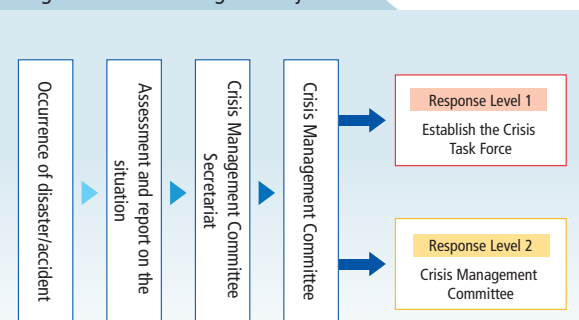 Occurrence of disaster/accident
Assessment and report on the
situation
Crisis Management Committee
Secretariat
Crisis Management Committee
Response Level 1
Establish the Crisis
Task Force
Response Level 2
Crisis Management
Committee